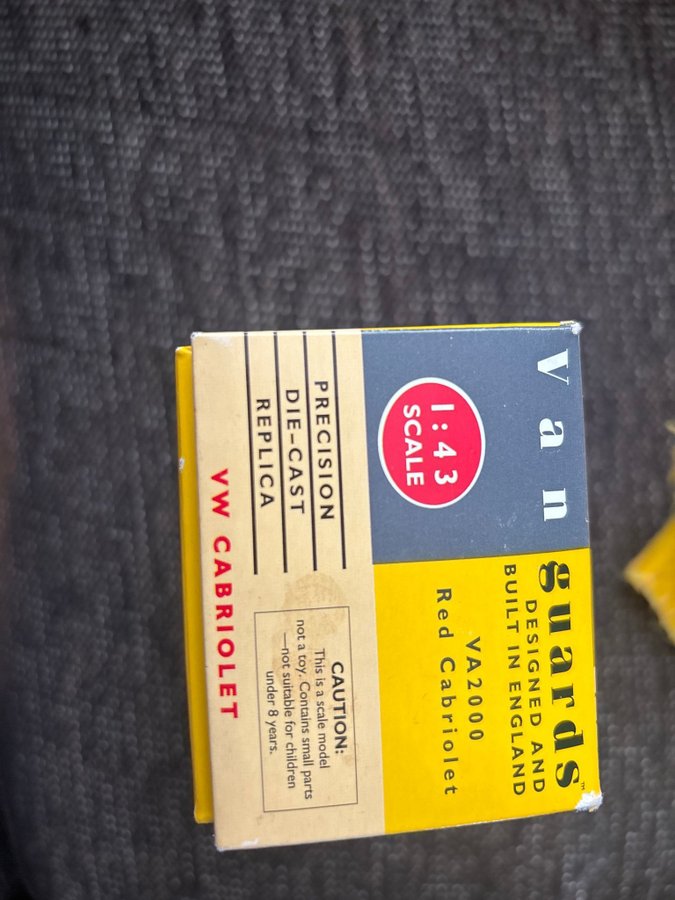 Vanguards™
DESIGNED AND
BUILT IN ENGLAND
1:43
SCALE
VA2000
Red Cabriolet
PRECISION
DIE-CAST
REPLICA
CAUTION:
This is a scale model
not a toy. Contains small parts
—not suitable for children
under 8 years.
VW CABRIOLET